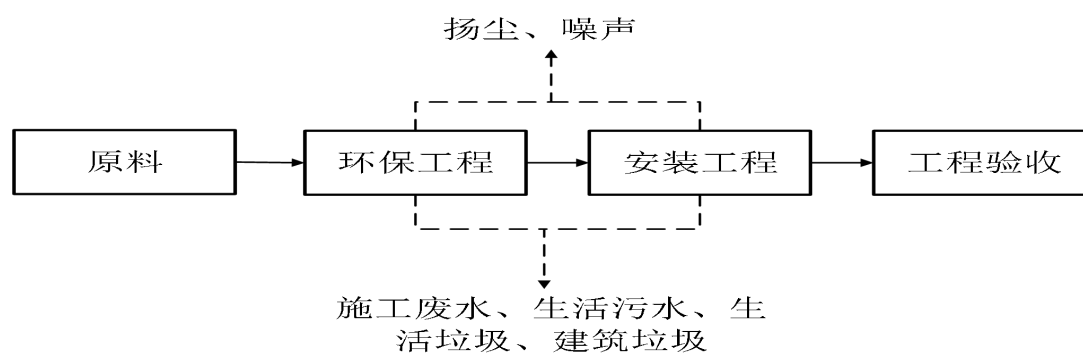 扬尘、噪声
原料
环保工程
安装工程
工程验收
施工废水、生活污水、生
活垃圾、建筑垃圾